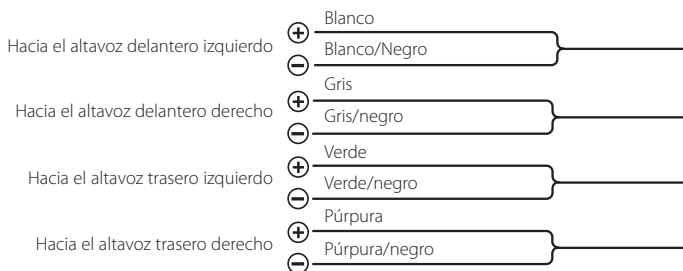 Blanco
Hacia el altavoz delantero izquierdo
Blanco/Negro
Gris
Hacia el altavoz delantero derecho
Gris/negro
Verde
Hacia el altavoz trasero izquierdo
Verde/negro
Púrpura
Hacia el altavoz trasero derecho
Púrpura/negro